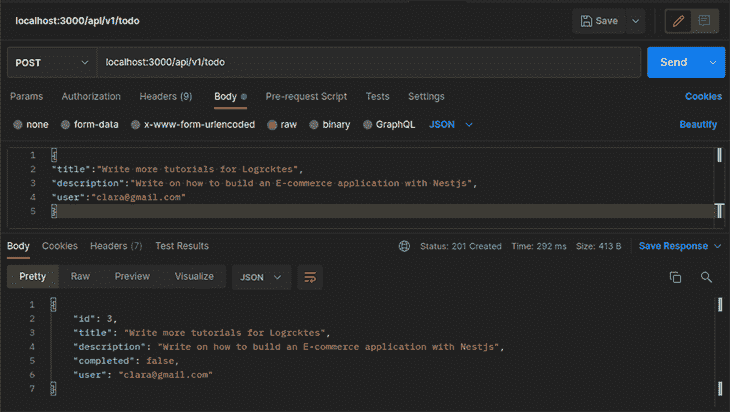 localhost:3000/api/v1/todo
Save
POST
localhost:3000/api/v1/todo
Send
Params Authorization Headers (9) Body Pre-request Script Tests Settings Cookies
none form-data x-www-form-urlencoded raw binary GraphQL JSON Beautify
1 {
2 "title":"Write more tutorials for Logrcktes",
3 "description":"Write on how to build an E-commerce application with Nestjs",
4 "user":"clara@gmail.com"
5 }
Body Cookies Headers (7) Test Results Status: 201 Created Time: 292 ms Size: 413 B Save Response
Pretty Raw Preview Visualize JSON
1 {
2 "id": 3,
3 "title": "Write more tutorials for Logrcktes",
4 "description": "Write on how to build an E-commerce application with Nestjs",
5 "completed": false,
6 "user": "clara@gmail.com"
7 }